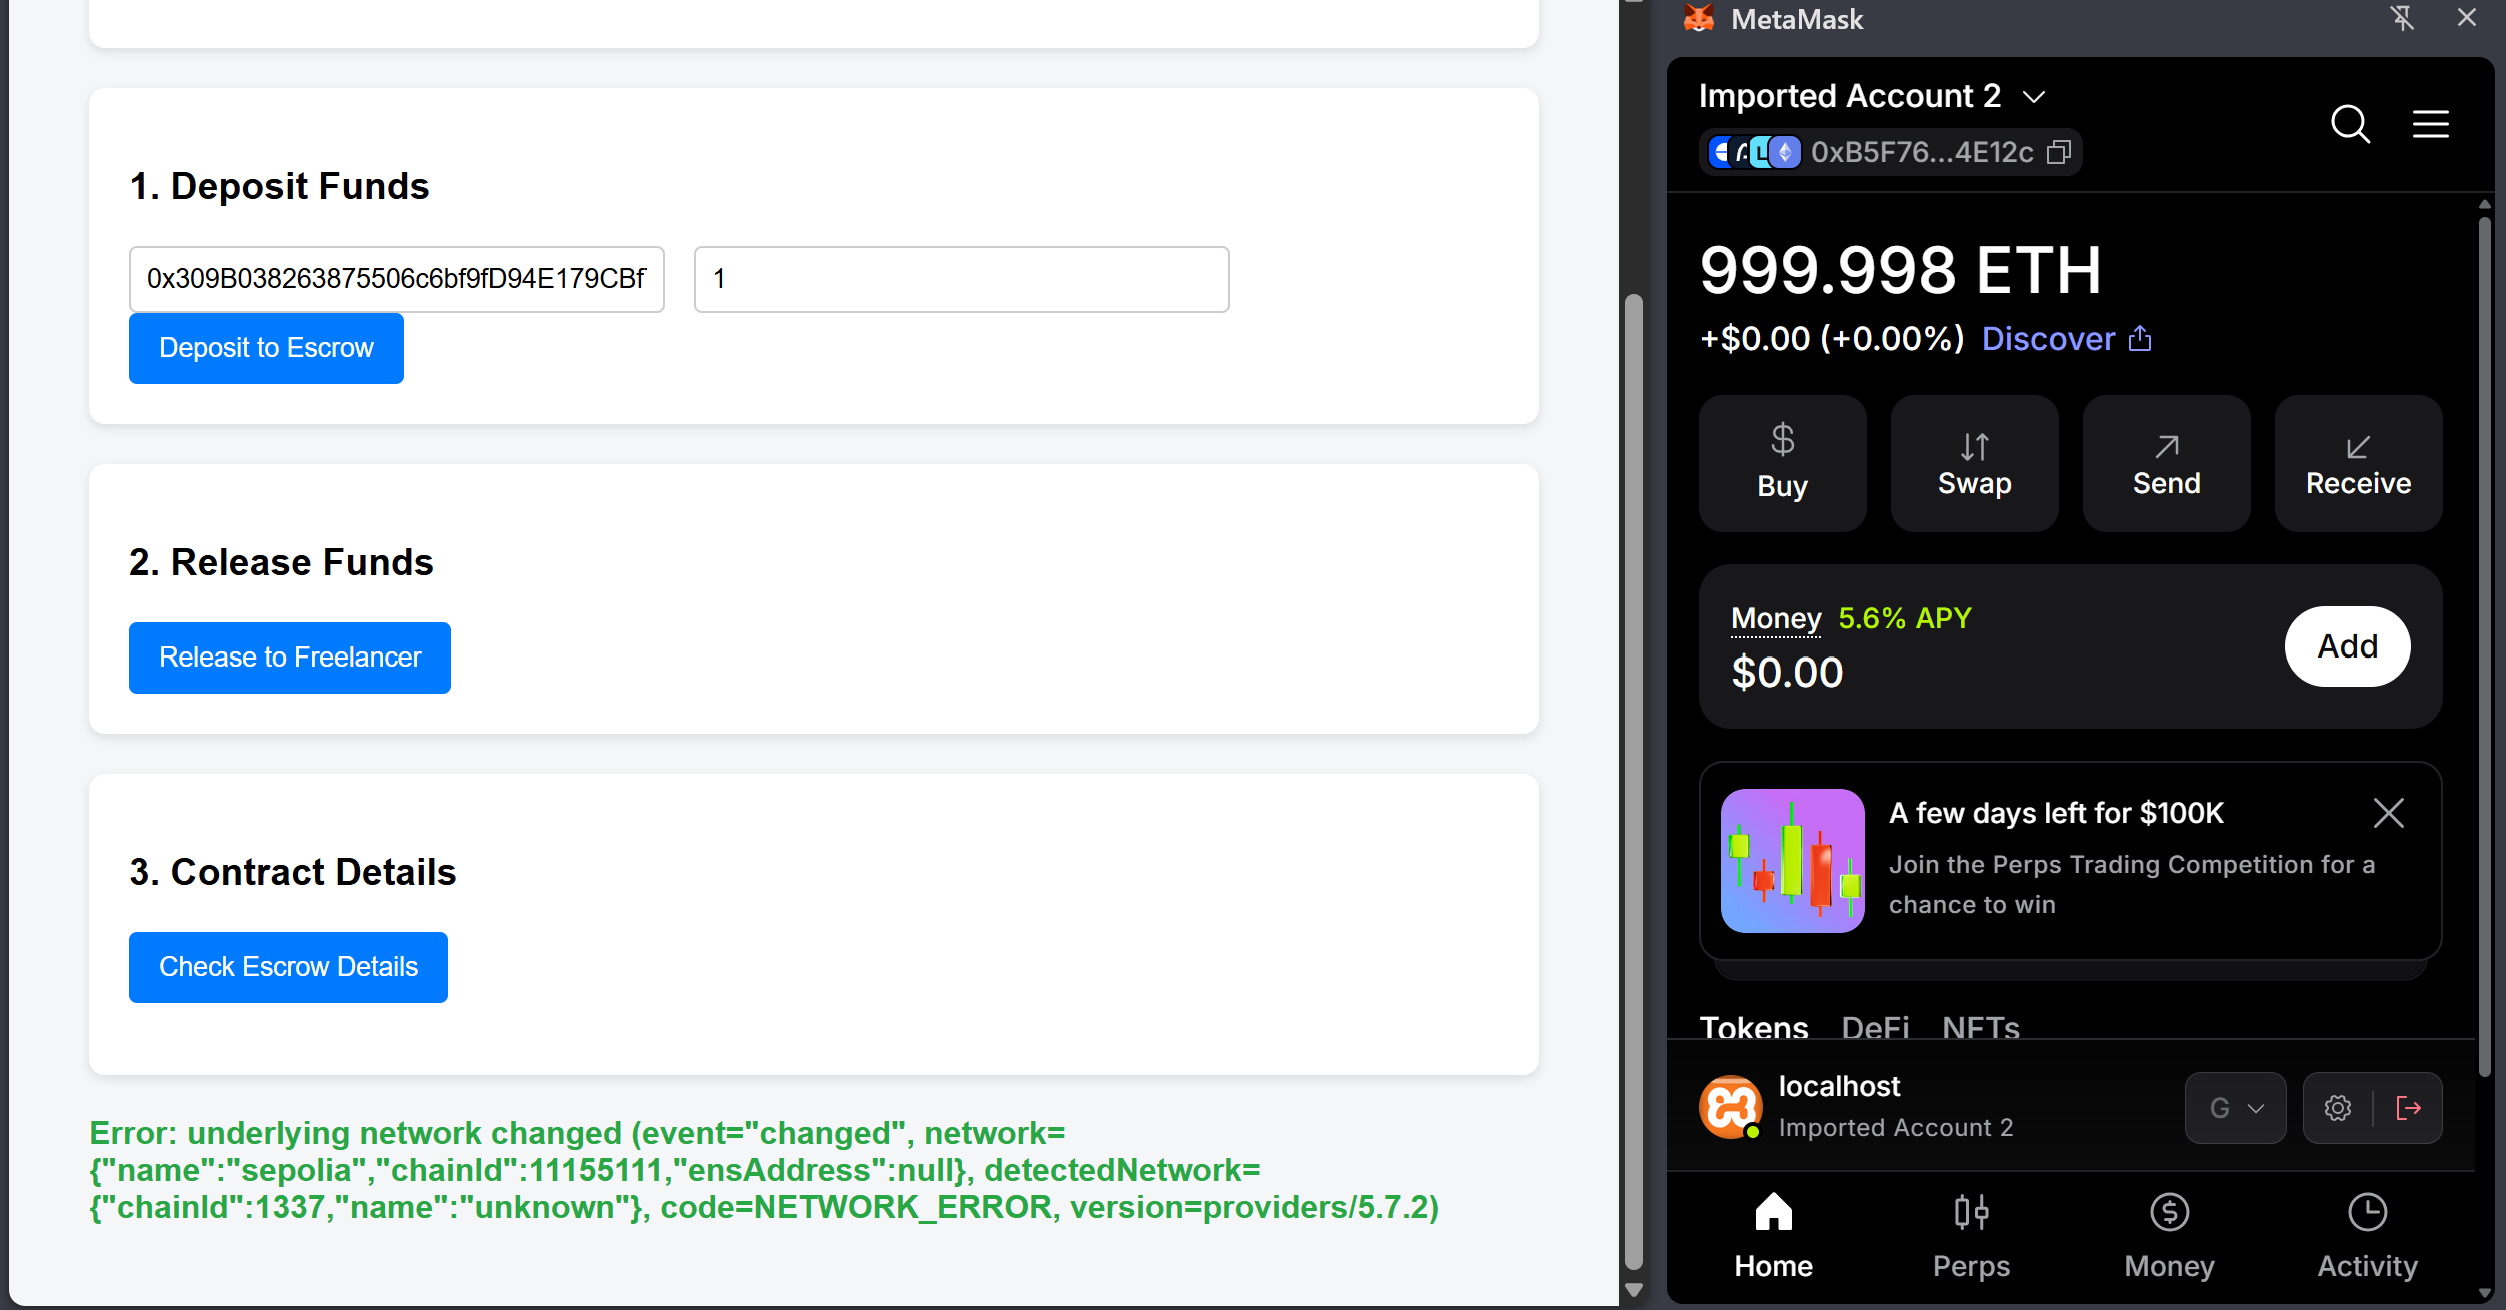 1. Deposit Funds
0x309B038263875506c6bf9fD94E179CBf
1
Deposit to Escrow
2. Release Funds
Release to Freelancer
3. Contract Details
Check Escrow Details
Error: underlying network changed (event="changed", network=
{"name":"sepolia","chainId":11155111,"ensAddress":null}, detectedNetwork=
{"chainId":1337,"name":"unknown"}, code=NETWORK_ERROR, version=providers/5.7.2)
MetaMask
Imported Account 2
0xB5F76...4E12c
999.998 ETH
+$0.00 (+0.00%) Discover
Buy
Swap
Send
Receive
Money 5.6% APY
$0.00
Add
A few days left for $100K
Join the Perps Trading Competition for a
chance to win
Tokens DeFi NFTs
localhost
Imported Account 2
G
Home
Perps
Money
Activity